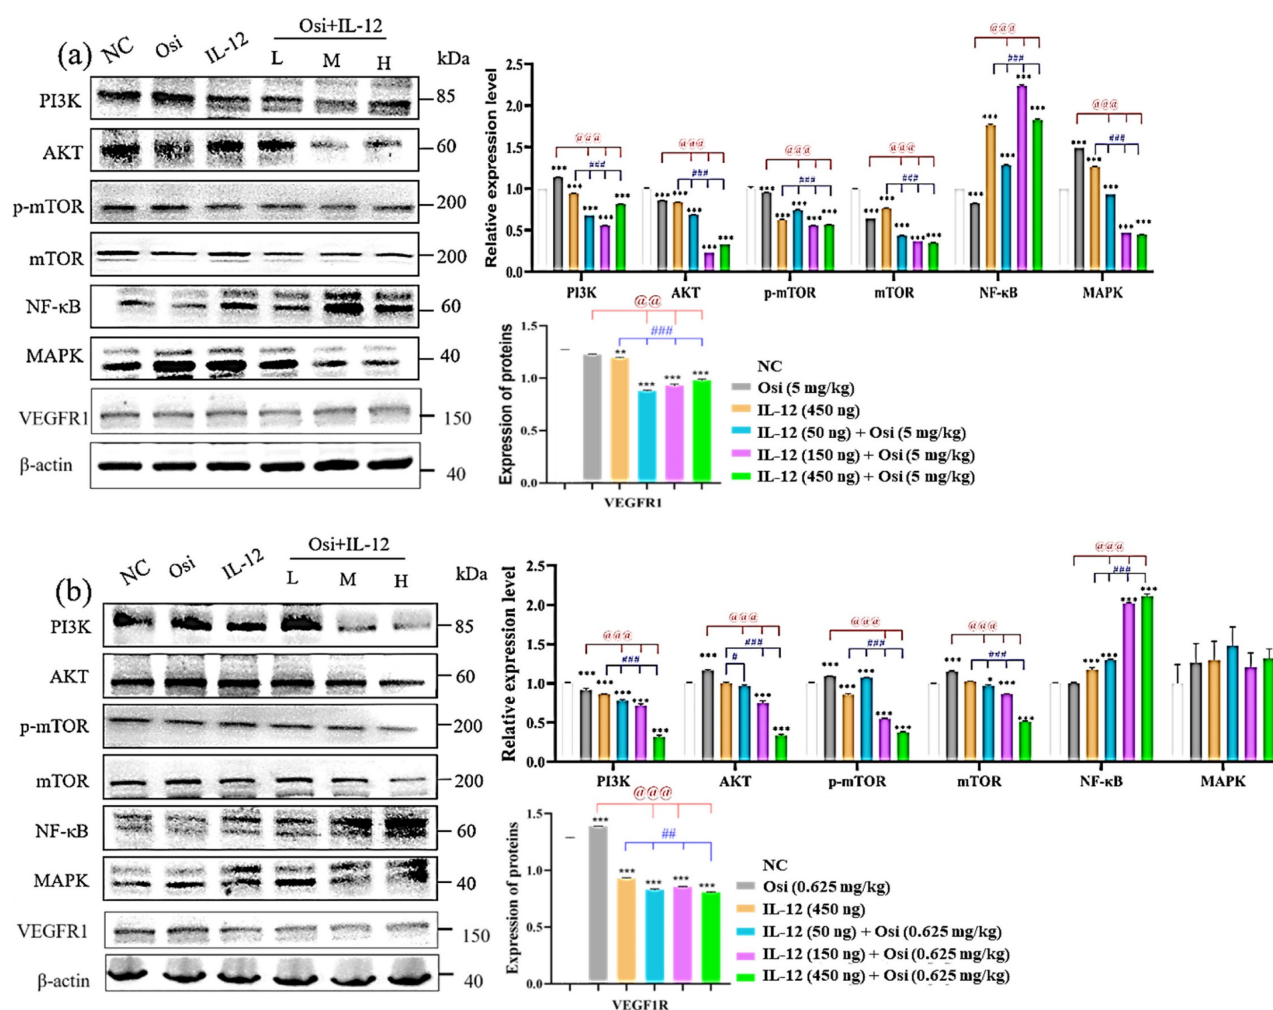 (a)
NC Osi IL-12 Osi+IL-12
L M H kDa
PI3K 85
AKT 60
p-mTOR 200
mTOR 200
NF-κB 60
MAPK 40
VEGFR1 150
β-actin 40
Relative expression level
2.5
2.0
1.5
1.0
0.5
0.0
@@@ @@@ @@@ @@@ @@@ @@@
### ### ### ### ### ###
*** *** *** *** ***
*** *** *** *** ***
*** *** *** *** ***
*** *** *** ***
*** *** *** *** ***
*** *** *** *** ***
PI3K AKT p-mTOR mTOR NF-κB MAPK
Expression of proteins
1.5
1.0
0.5
0.0
@@
###
** *** *** ***
VEGFR1
NC
Osi (5 mg/kg)
IL-12 (450 ng)
IL-12 (50 ng) + Osi (5 mg/kg)
IL-12 (150 ng) + Osi (5 mg/kg)
IL-12 (450 ng) + Osi (5 mg/kg)
(b)
NC Osi IL-12 Osi+IL-12
L M H kDa
PI3K 85
AKT 60
p-mTOR 200
mTOR 200
NF-κB 60
MAPK 40
VEGFR1 150
β-actin 40
Relative expression level
2.5
2.0
1.5
1.0
0.5
0.0
@@@ @@@ @@@ @@@ @@@
### # ### ### ### ###
*** *** *** *** ***
*** *** ***
*** *** *** ***
*** * *** ***
*** *** *** ***
PI3K AKT p-mTOR mTOR NF-κB MAPK
Expression of proteins
1.5
1.0
0.5
0.0
@@@
##
*** *** *** *** ***
VEGF1R
NC
Osi (0.625 mg/kg)
IL-12 (450 ng)
IL-12 (50 ng) + Osi (0.625 mg/kg)
IL-12 (150 ng) + Osi (0.625 mg/kg)
IL-12 (450 ng) + Osi (0.625 mg/kg)